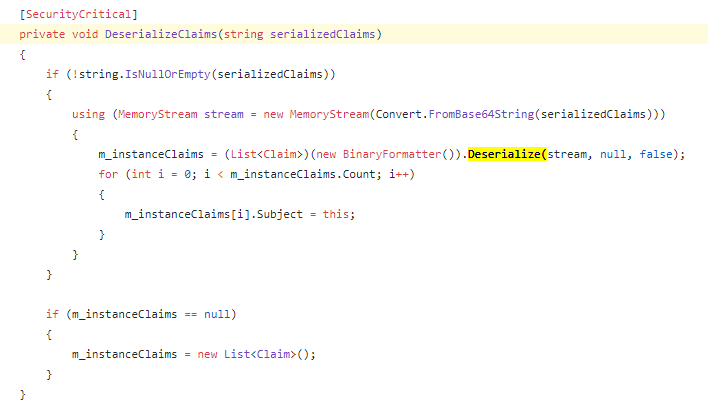 [SecurityCritical]
private void DeserializeClaims(string serializedClaims)
{
if (!string.IsNullOrEmpty(serializedClaims))
{
using (MemoryStream stream = new MemoryStream(Convert.FromBase64String(serializedClaims)))
{
m_instanceClaims = (List<Claim>)(new BinaryFormatter()).Deserialize(stream, null, false);
for (int i = 0; i < m_instanceClaims.Count; i++)
{
m_instanceClaims[i].Subject = this;
}
}
}
if (m_instanceClaims == null)
{
m_instanceClaims = new List<Claim>();
}
}